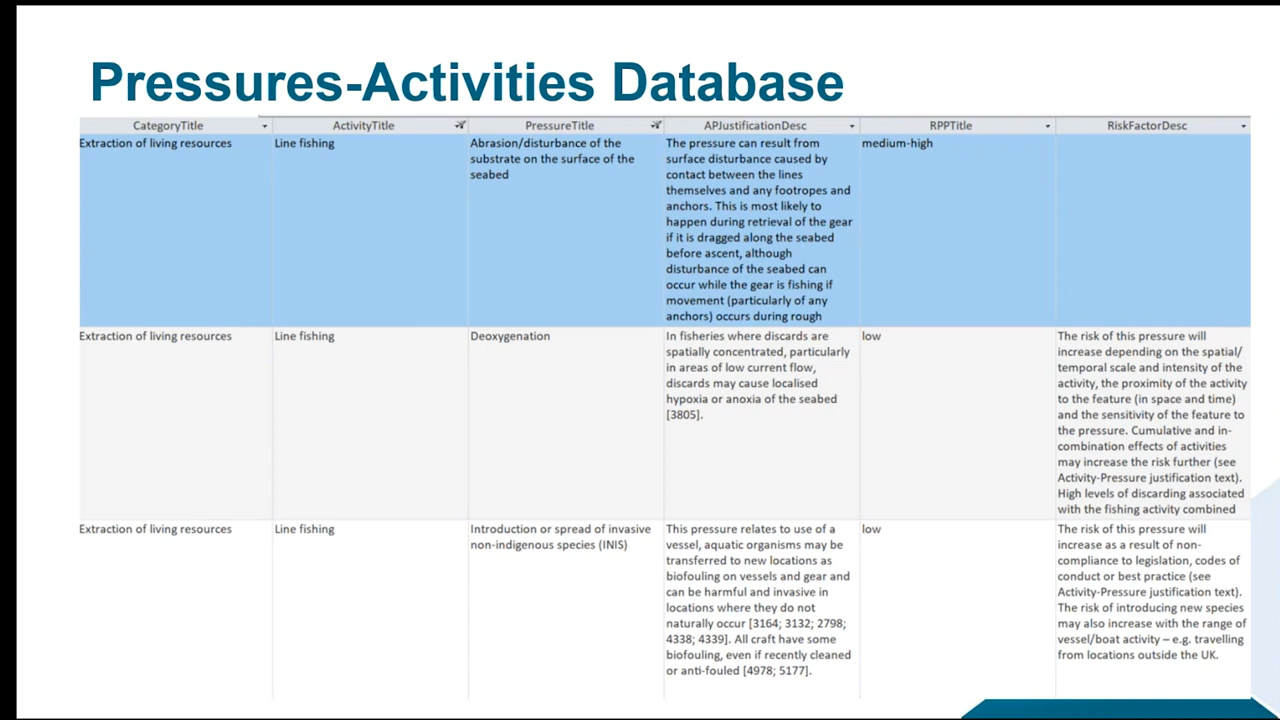 Pressures-Activities Database
CategoryTitle ActivityTitle PressureTitle APJustificationDesc RPPTitle RiskFactorDesc
Extraction of living resources
Line fishing
Abrasion/disturbance of the
substrate on the surface of the
seabed
The pressure can result from
surface disturbance caused by
contact between the lines
themselves and any footropes and
anchors. This is most likely to
happen during retrieval of the gear
if it is dragged along the seabed
before ascent, although
disturbance of the seabed can
occur while the gear is fishing if
movement (particularly of any
anchors) occurs during rough
medium-high
Extraction of living resources
Line fishing
Deoxygenation
In fisheries where discards are
spatially concentrated, particularly
in areas of low current flow,
discards may cause localised
hypoxia or anoxia of the seabed
[3805].
low
The risk of this pressure will
increase depending on the spatial/
temporal scale and intensity of the
activity, the proximity of the activity
to the feature (in space and time)
and the sensitivity of the feature to
the pressure. Cumulative and in-
combination effects of activities
may increase the risk further (see
Activity-Pressure justification text).
High levels of discarding associated
with the fishing activity combined
Extraction of living resources
Line fishing
Introduction or spread of invasive
non-indigenous species (INIS)
This pressure relates to use of a
vessel, aquatic organisms may be
transferred to new locations as
biofouling on vessels and gear and
can be harmful and invasive in
locations where they do not
naturally occur [3164; 3132; 2798;
4338; 4339]. All craft have some
biofouling, even if recently cleaned
or anti-fouled [4978; 5177].
low
The risk of this pressure will
increase as a result of non-
compliance to legislation, codes of
conduct or best practice (see
Activity-Pressure justification text).
The risk of introducing new species
may also increase with the range of
vessel/boat activity – e.g. travelling
from locations outside the UK.